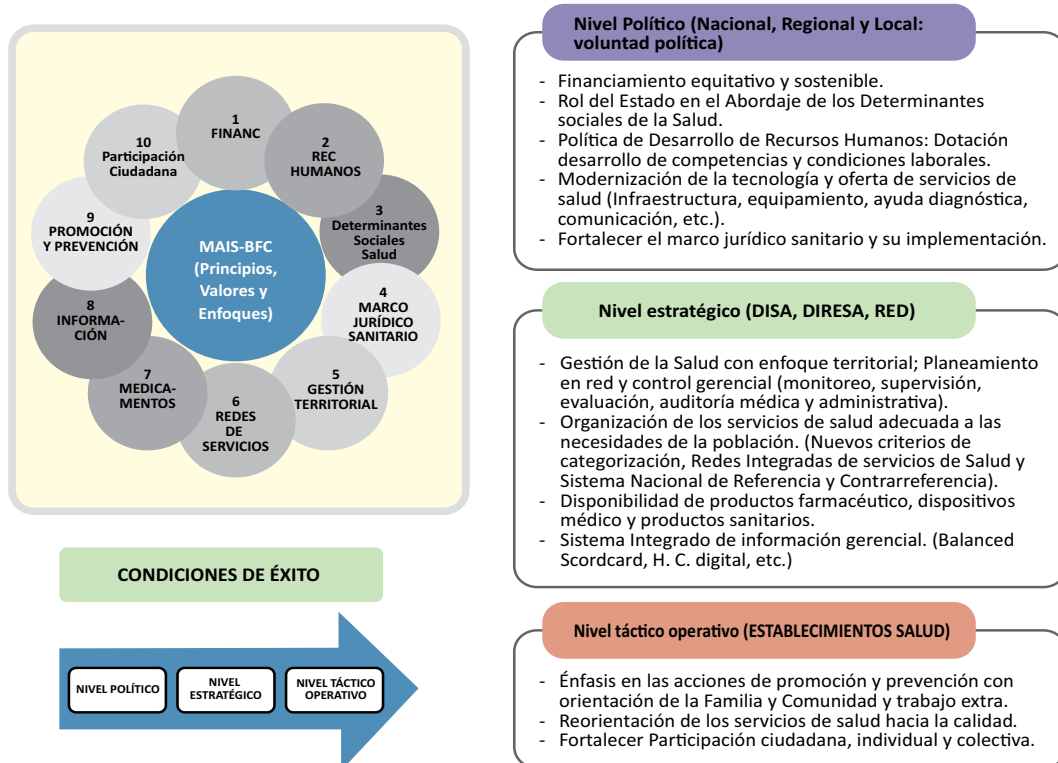 1
FINANC
2
REC
HUMANOS
3
Determinantes
Sociales
Salud
4
MARCO
JURÍDICO
SANITARIO
5
GESTIÓN
TERRITORIAL
6
REDES
DE
SERVICIOS
7
MEDICA-
MENTOS
8
INFORMA-
CIÓN
9
PROMOCIÓN
Y PREVENCIÓN
10
Participación
Ciudadana
MAIS-BFC
(Principios,
Valores y
Enfoques)
CONDICIONES DE ÉXITO
NIVEL POLÍTICO
NIVEL
ESTRATÉGICO
NIVEL TÁCTICO
OPERATIVO
Nivel Político (Nacional, Regional y Local:
voluntad política)
- Financiamiento equitativo y sostenible.
- Rol del Estado en el Abordaje de los Determinantes
sociales de la Salud.
- Política de Desarrollo de Recursos Humanos: Dotación
desarrollo de competencias y condiciones laborales.
- Modernización de la tecnología y oferta de servicios de
salud (Infraestructura, equipamiento, ayuda diagnóstica,
comunicación, etc.).
- Fortalecer el marco jurídico sanitario y su implementación.
Nivel estratégico (DISA, DIRESA, RED)
- Gestión de la Salud con enfoque territorial; Planeamiento
en red y control gerencial (monitoreo, supervisión,
evaluación, auditoría médica y administrativa).
- Organización de los servicios de salud adecuada a las
necesidades de la población. (Nuevos criterios de
categorización, Redes Integradas de servicios de Salud y
Sistema Nacional de Referencia y Contrarreferencia).
- Disponibilidad de productos farmacéutico, dispositivos
médico y productos sanitarios.
- Sistema Integrado de información gerencial. (Balanced
Scordcard, H. C. digital, etc.)
Nivel táctico operativo (ESTABLECIMIENTOS SALUD)
- Énfasis en las acciones de promoción y prevención con
orientación de la Familia y Comunidad y trabajo extra.
- Reorientación de los servicios de salud hacia la calidad.
- Fortalecer Participación ciudadana, individual y colectiva.